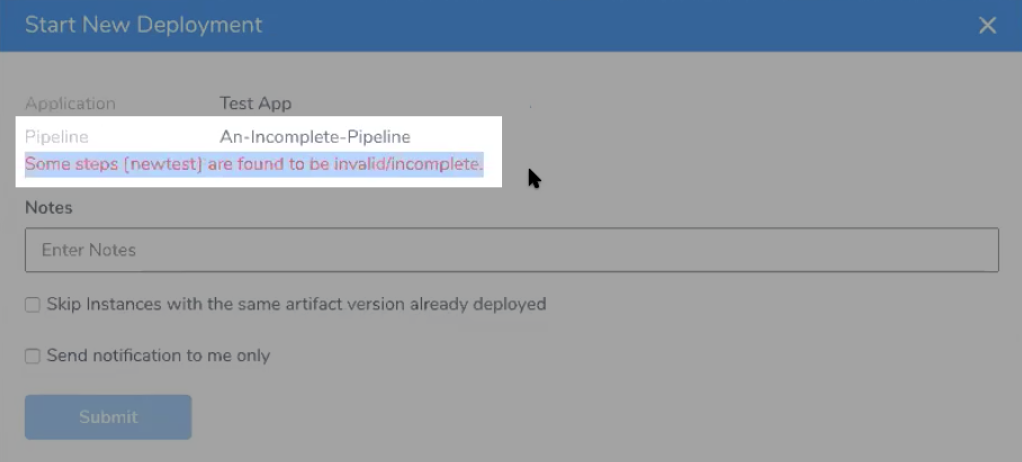 Start New Deployment
Application Test App
Pipeline An-Incomplete-Pipeline
Some steps [newtest] are found to be invalid/incomplete.
Notes
Enter Notes
Skip Instances with the same artifact version already deployed
Send notification to me only
Submit